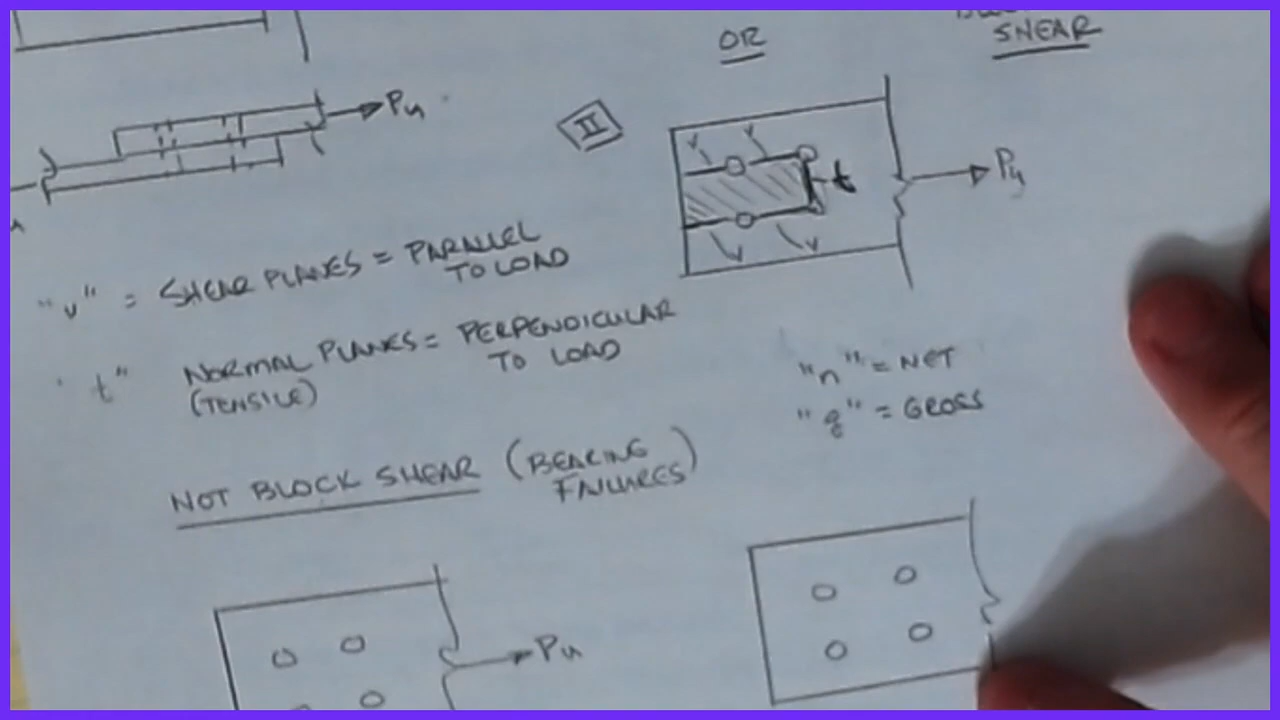 OR
SHEAR
Pu
II
v v
t
Pu
v v
"v" = SHEAR PLANES = PARALLEL
TO LOAD
t" NORMAL PLANES = PERPENDICULAR
(TENSILE) TO LOAD
"n" = NET
"g" = GROSS
NOT BLOCK SHEAR (BEARING
FAILURES)
Pu